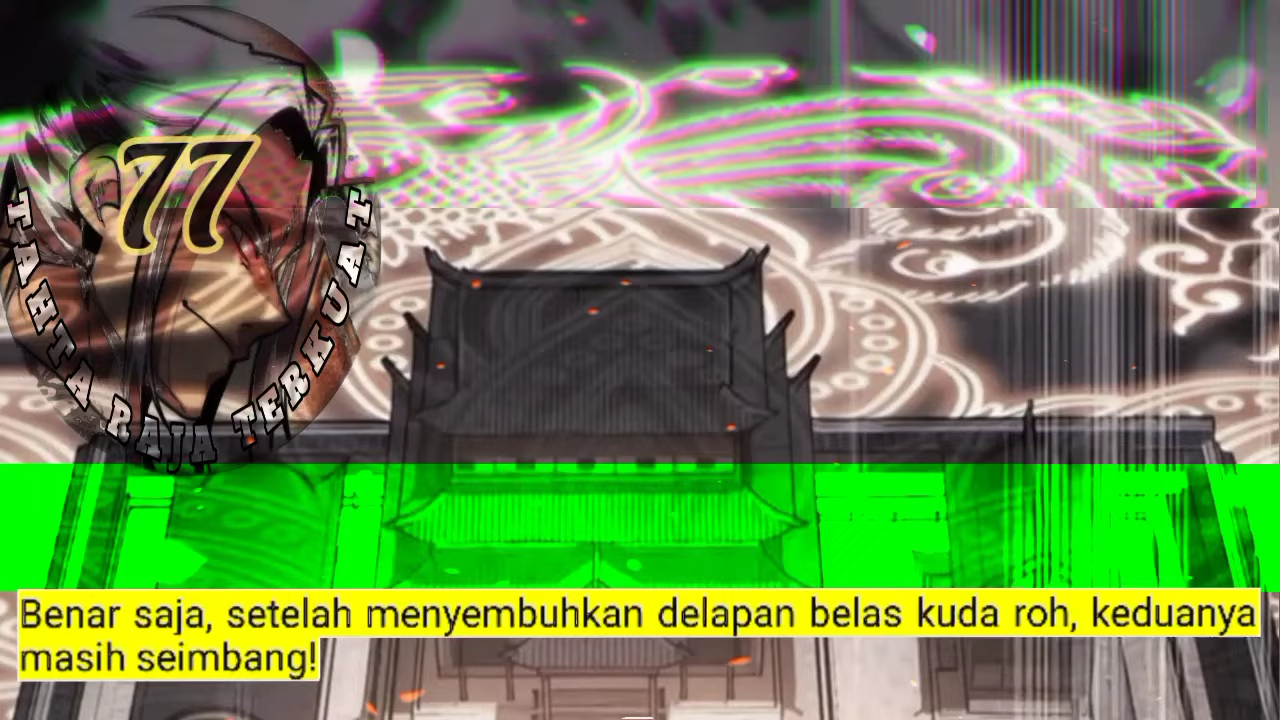 77
TAHTA RAJA TERKUAT
Benar saja, setelah menyembuhkan delapan belas kuda roh, keduanya
masih seimbang!